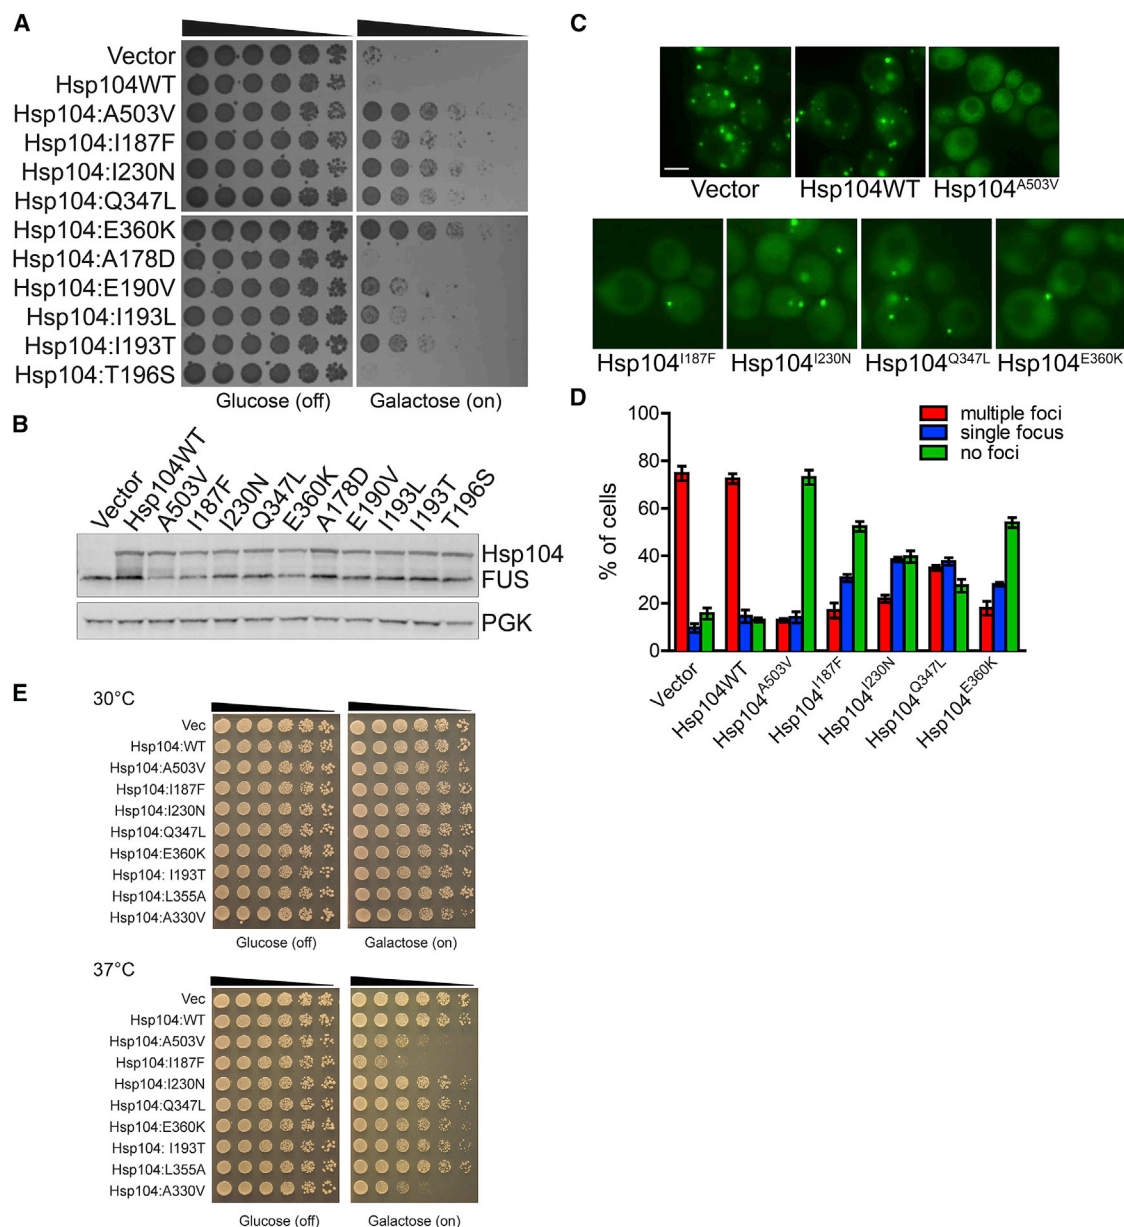 A
Vector
Hsp104WT
Hsp104:A503V
Hsp104:I187F
Hsp104:I230N
Hsp104:Q347L
Hsp104:E360K
Hsp104:A178D
Hsp104:E190V
Hsp104:I193L
Hsp104:I193T
Hsp104:T196S
Glucose (off) Galactose (on)
B
Vector Hsp104WT A503V I187F I230N Q347L E360K A178D E190V I193L I193T T196S
Hsp104
FUS
PGK
C
Vector Hsp104WT Hsp104A503V
Hsp104I187F Hsp104I230N Hsp104Q347L Hsp104E360K
D
multiple foci
single focus
no foci
% of cells
100
80
60
40
20
0
Vector Hsp104WT Hsp104A503V Hsp104I187F Hsp104I230N Hsp104Q347L Hsp104E360K
E
30°C
Vec
Hsp104:WT
Hsp104:A503V
Hsp104:I187F
Hsp104:I230N
Hsp104:Q347L
Hsp104:E360K
Hsp104: I193T
Hsp104:L355A
Hsp104:A330V
Glucose (off) Galactose (on)
37°C
Vec
Hsp104:WT
Hsp104:A503V
Hsp104:I187F
Hsp104:I230N
Hsp104:Q347L
Hsp104:E360K
Hsp104: I193T
Hsp104:L355A
Hsp104:A330V
Glucose (off) Galactose (on)